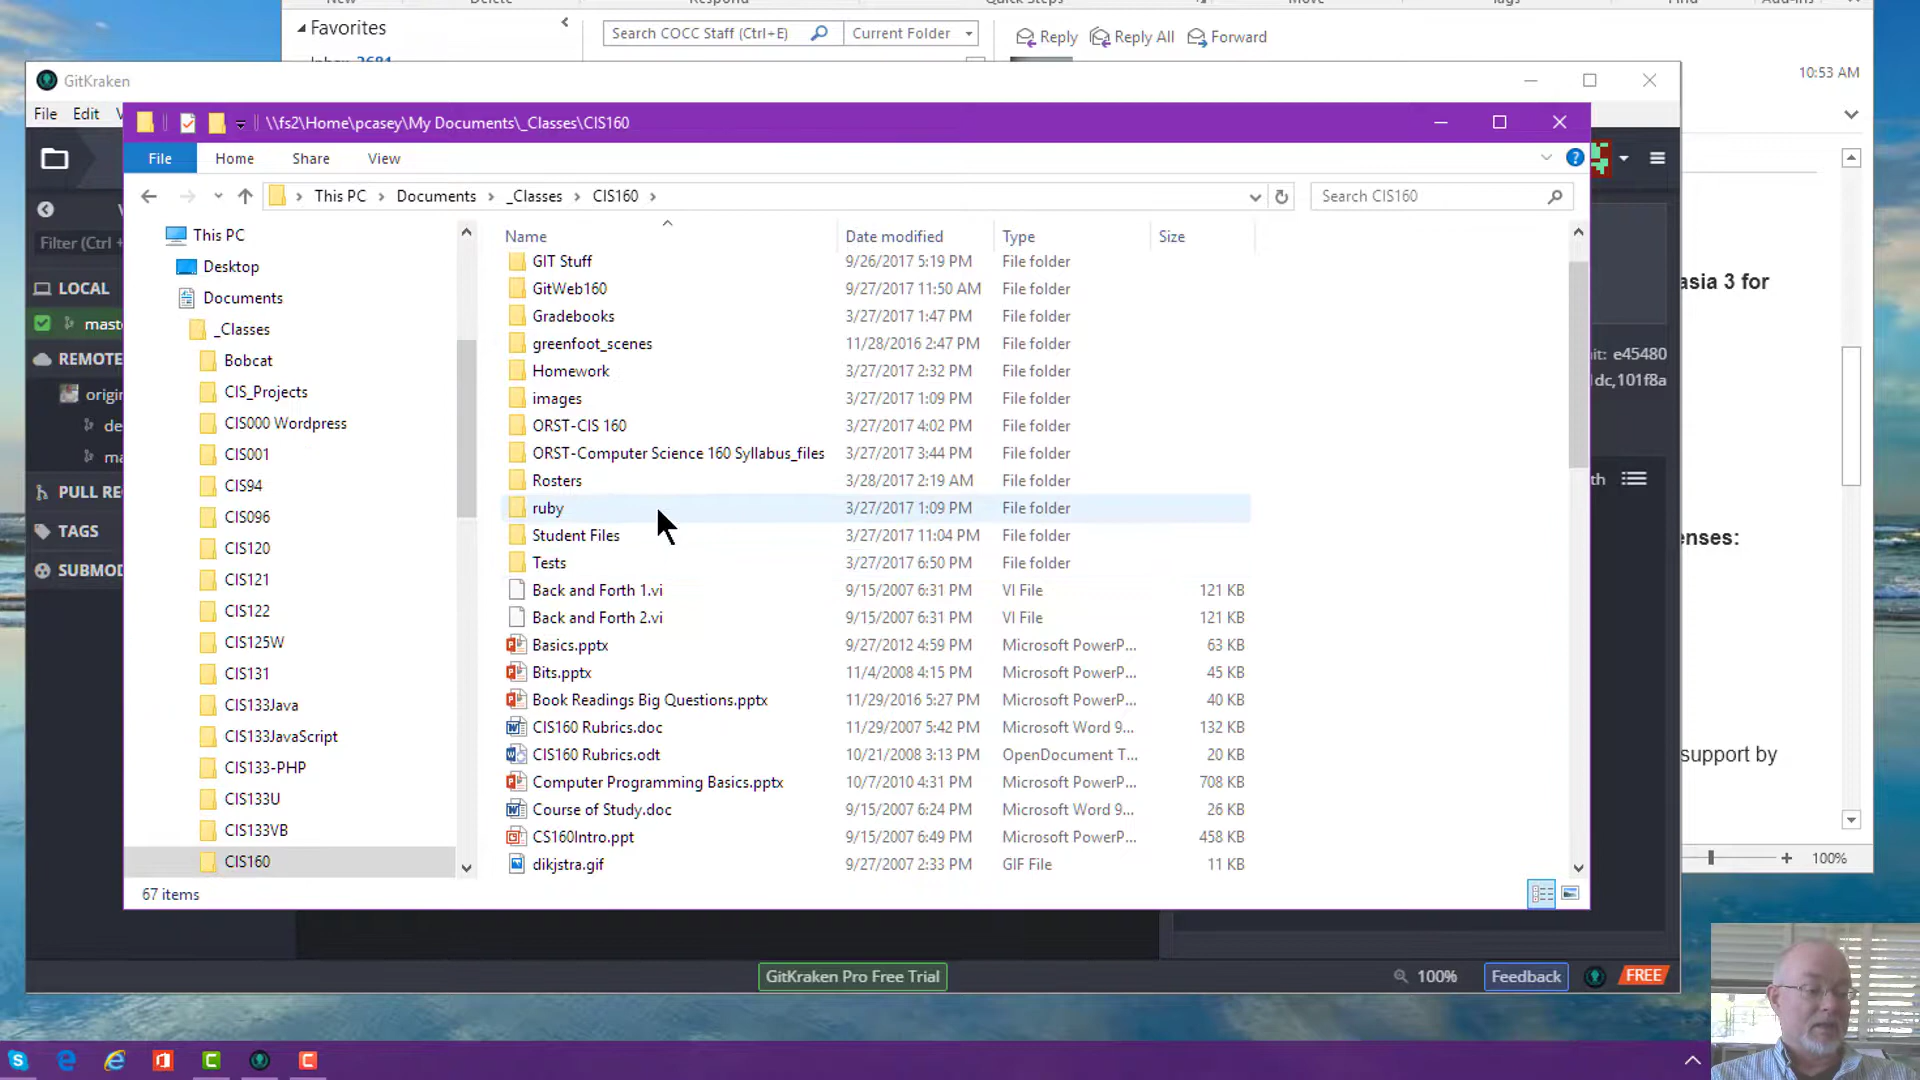 New Delete Respond Quick Steps Move Tags Find Add-ins
Favorites
Search COCC Staff (Ctrl+E) Current Folder
Reply Reply All Forward
Inbox 2681
10:53 AM
GitKraken
File Edit V
\\fs2\Home\pcasey\My Documents\_Classes\CIS160
File Home Share View
This PC Documents _Classes CIS160
Search CIS160
Filter (Ctrl +
LOCAL
maste
REMOTE
origin
de
ma
PULL RE
TAGS
SUBMOD
This PC
Desktop
Documents
_Classes
Bobcat
CIS_Projects
CIS000 Wordpress
CIS001
CIS94
CIS096
CIS120
CIS121
CIS122
CIS125W
CIS131
CIS133Java
CIS133JavaScript
CIS133-PHP
CIS133U
CIS133VB
CIS160
Name Date modified Type Size
GIT Stuff 9/26/2017 5:19 PM File folder
GitWeb160 9/27/2017 11:50 AM File folder
Gradebooks 3/27/2017 1:47 PM File folder
greenfoot_scenes 11/28/2016 2:47 PM File folder
Homework 3/27/2017 2:32 PM File folder
images 3/27/2017 1:09 PM File folder
ORST-CIS 160 3/27/2017 4:02 PM File folder
ORST-Computer Science 160 Syllabus_files 3/27/2017 3:44 PM File folder
Rosters 3/28/2017 2:19 AM File folder
ruby 3/27/2017 1:09 PM File folder
Student Files 3/27/2017 11:04 PM File folder
Tests 3/27/2017 6:50 PM File folder
Back and Forth 1.vi 9/15/2007 6:31 PM VI File 121 KB
Back and Forth 2.vi 9/15/2007 6:31 PM VI File 121 KB
Basics.pptx 9/27/2012 4:59 PM Microsoft PowerP... 63 KB
Bits.pptx 11/4/2008 4:15 PM Microsoft PowerP... 45 KB
Book Readings Big Questions.pptx 11/29/2016 5:27 PM Microsoft PowerP... 40 KB
CIS160 Rubrics.doc 11/29/2007 5:42 PM Microsoft Word 9... 132 KB
CIS160 Rubrics.odt 10/21/2008 3:13 PM OpenDocument T... 20 KB
Computer Programming Basics.pptx 10/7/2010 4:31 PM Microsoft PowerP... 708 KB
Course of Study.doc 9/15/2007 6:24 PM Microsoft Word 9... 26 KB
CS160Intro.ppt 9/15/2007 6:49 PM Microsoft PowerP... 458 KB
dikjstra.gif 9/27/2007 2:33 PM GIF File 11 KB
67 items
asia 3 for
it: e45480
1dc,101f8a
th
enses:
support by
100%
GitKraken Pro Free Trial
100% Feedback FREE